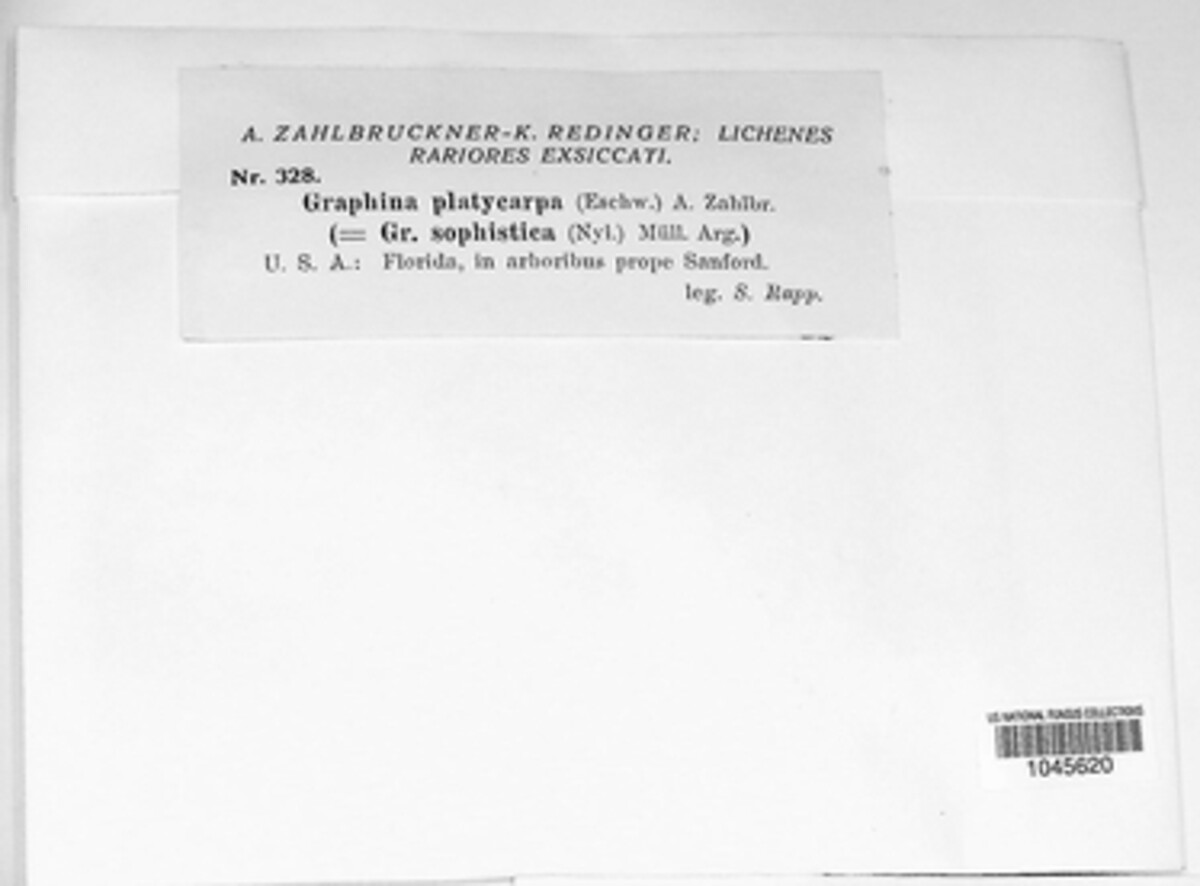 A. ZAHLBRUCKNER-K. REDINGER: LICHENES
RARIORES EXSICCATI.
Nr. 328.
Graphina platycarpa (Eschw.) A. Zahlbr.
(= Gr. sophistica (Nyl.) Müll. Arg.)
U. S. A.: Florida, in arboribus prope Sanford.
leg. S. Rapp.
US NATIONAL FUNGUS COLLECTIONS
1045620